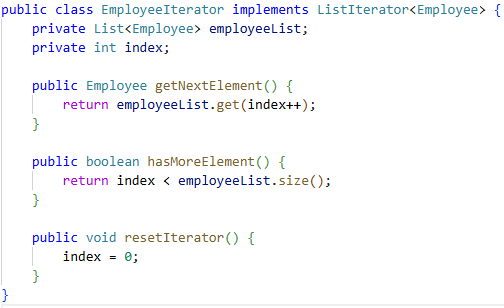 public class EmployeeIterator implements ListIterator<Employee> {
    private List<Employee> employeeList;
    private int index;

    public Employee getNextElement() {
        return employeeList.get(index++);
    }

    public boolean hasMoreElement() {
        return index < employeeList.size();
    }

    public void resetIterator() {
        index = 0;
    }
}